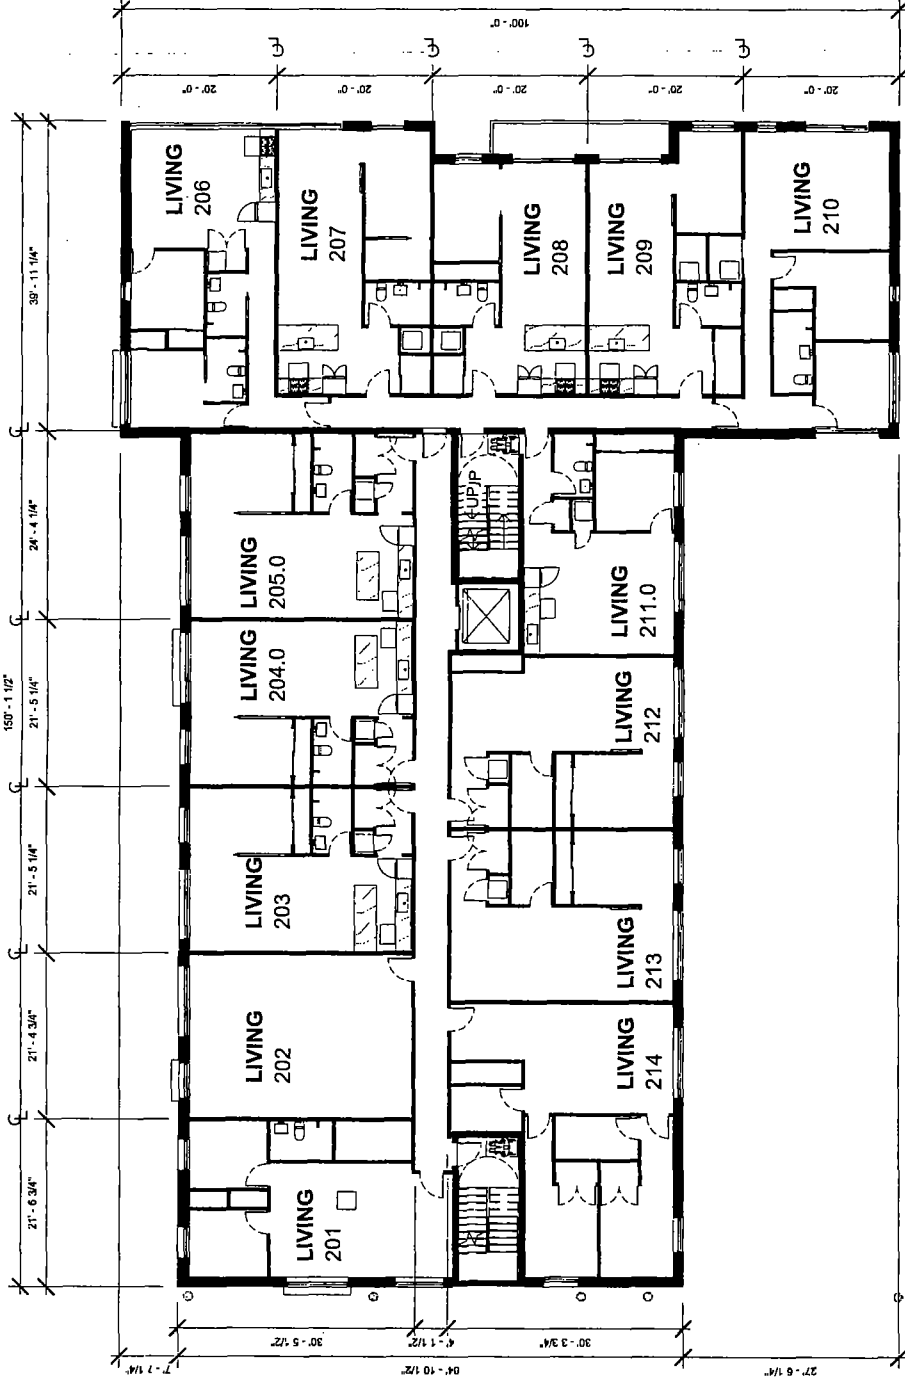 100'-0"
20'-0"
20'-0"
20'-0"
20'-0"
20'-0"
LIVING
206
LIVING
207
LIVING
208
LIVING
209
LIVING
210
39'-11 1/4"
24'-4 1/4"
21'-5 1/4"
150'-1 1/2"
21'-5 1/4"
21'-4 3/4"
21'-6 3/4"
LIVING
205.0
LIVING
204.0
LIVING
203
LIVING
202
LIVING
201
UP
LIVING
211.0
LIVING
212
LIVING
213
LIVING
214
7'-7 1/4"
30'-5 1/2"
4'-1 1/2"
30'-3 3/4"
27'-6 1/4"